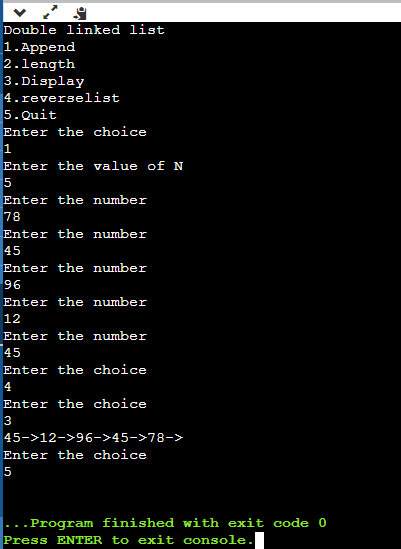 Double linked list
1.Append
2.length
3.Display
4.reverselist
5.Quit
Enter the choice
1
Enter the value of N
5
Enter the number
78
Enter the number
45
Enter the number
96
Enter the number
12
Enter the number
45
Enter the choice
4
Enter the choice
3
45->12->96->45->78->
Enter the choice
5
...Program finished with exit code 0
Press ENTER to exit console.